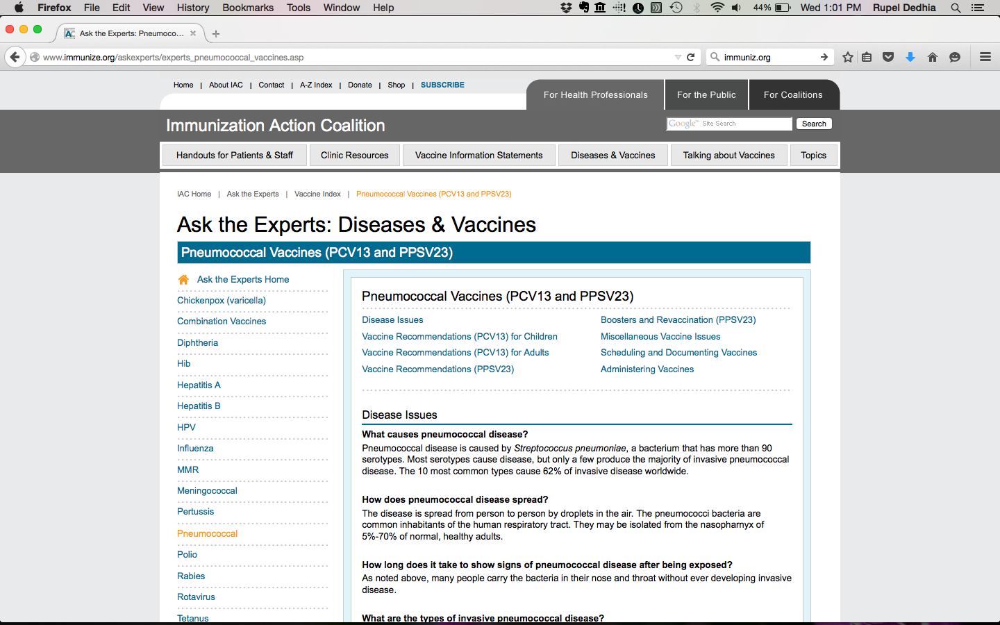 Firefox File Edit View History Bookmarks Tools Window Help 44% Wed 1:01 PM Rupel Dedhia
Ask the Experts: Pneumoco...
www.immunize.org/askexperts/experts_pneumococcal_vaccines.asp
immuniz.org
Home | About IAC | Contact | A-Z Index | Donate | Shop | SUBSCRIBE
For Health Professionals
For the Public
For Coalitions
Immunization Action Coalition
Google™ Site Search
Search
Handouts for Patients & Staff
Clinic Resources
Vaccine Information Statements
Diseases & Vaccines
Talking about Vaccines
Topics
IAC Home | Ask the Experts | Vaccine Index | Pneumococcal Vaccines (PCV13 and PPSV23)
Ask the Experts: Diseases & Vaccines
Pneumococcal Vaccines (PCV13 and PPSV23)
Ask the Experts Home
Chickenpox (varicella)
Combination Vaccines
Diphtheria
Hib
Hepatitis A
Hepatitis B
HPV
Influenza
MMR
Meningococcal
Pertussis
Pneumococcal
Polio
Rabies
Rotavirus
Tetanus
Pneumococcal Vaccines (PCV13 and PPSV23)
Disease Issues
Vaccine Recommendations (PCV13) for Children
Vaccine Recommendations (PCV13) for Adults
Vaccine Recommendations (PPSV23)
Boosters and Revaccination (PPSV23)
Miscellaneous Vaccine Issues
Scheduling and Documenting Vaccines
Administering Vaccines
Disease Issues
What causes pneumococcal disease?
Pneumococcal disease is caused by Streptococcus pneumoniae, a bacterium that has more than 90
serotypes. Most serotypes cause disease, but only a few produce the majority of invasive pneumococcal
disease. The 10 most common types cause 62% of invasive disease worldwide.
How does pneumococcal disease spread?
The disease is spread from person to person by droplets in the air. The pneumococci bacteria are
common inhabitants of the human respiratory tract. They may be isolated from the nasopharnyx of
5%-70% of normal, healthy adults.
How long does it take to show signs of pneumococcal disease after being exposed?
As noted above, many people carry the bacteria in their nose and throat without ever developing invasive
disease.
What are the types of invasive pneumococcal disease?